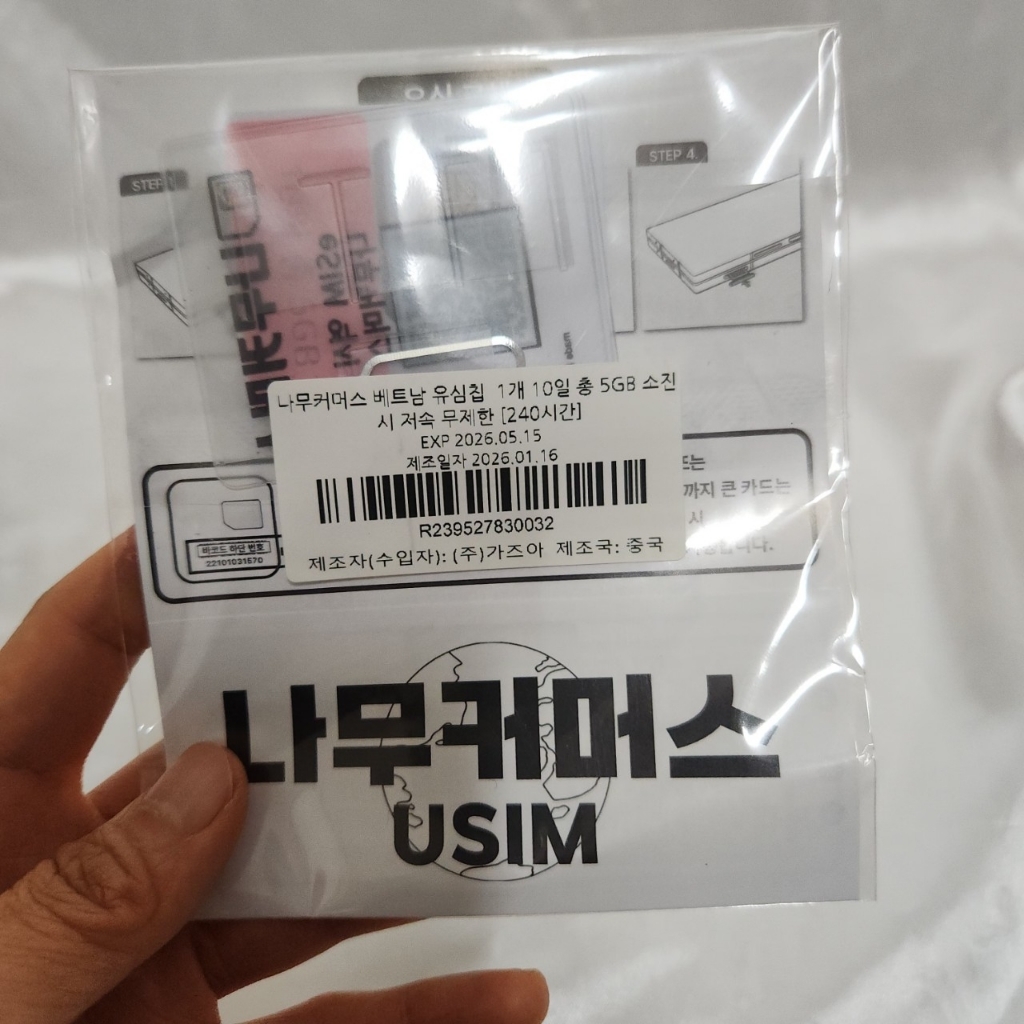 STEP
STEP 4.
나무커머스 베트남 유심칩 1개 10일 총 5GB 소진
시 저속 무제한 [240시간]
EXP 2026.05.15
제조일자 2026.01.16
R239527830032
제조자(수입자): (주)가즈아 제조국: 중국
까지 큰 카드는
시
바코드 하단 번호
22101031570
나무커머스
USIM